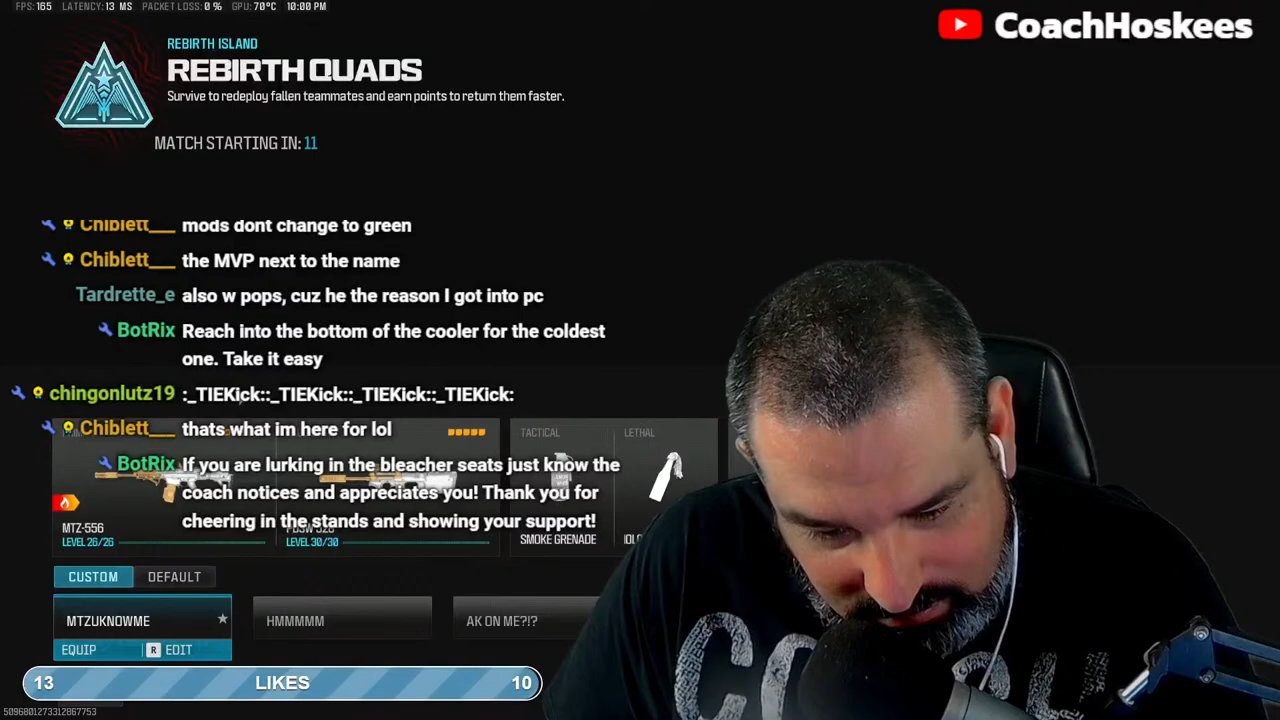 FPS: 165 LATENCY: 13 MS PACKET LOSS: 0 % GPU: 70°C 10:00 PM
CoachHoskees
REBIRTH ISLAND
REBIRTH QUADS
Survive to redeploy fallen teammates and earn points to return them faster.
MATCH STARTING IN: 11
Chiblett___ mods dont change to green
Chiblett___ the MVP next to the name
Tardrette_e also w pops, cuz he the reason I got into pc
BotRix Reach into the bottom of the cooler for the coldest
one. Take it easy
chingonlutz19 :_TIEKick::_TIEKick::_TIEKick::_TIEKick:
Chiblett___ thats what im here for lol
TACTICAL LETHAL
BotRix If you are lurking in the bleacher seats just know the
coach notices and appreciates you! Thank you for
cheering in the stands and showing your support!
MTZ-556
LEVEL 26/26 LEVEL 30/30
SMOKE GRENADE
CUSTOM DEFAULT
MTZUKNOWME HMMMMM AK ON ME?!?
EQUIP R EDIT
13 LIKES 10
5096801273312867753